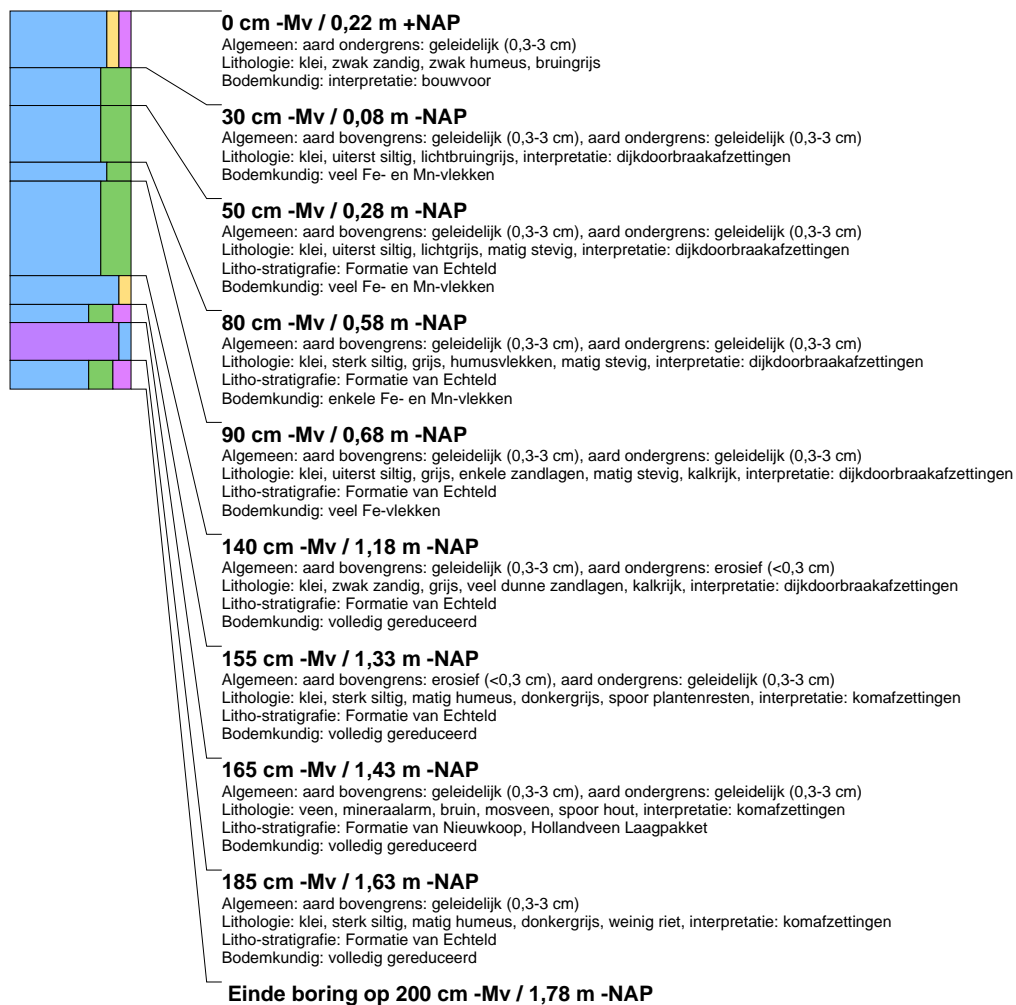 0 cm -Mv / 0,22 m +NAP
Algemeen: aard ondergrens: geleidelijk (0,3-3 cm)
Lithologie: klei, zwak zandig, zwak humeus, bruingrijs
Bodemkundig: interpretatie: bouwvoor
30 cm -Mv / 0,08 m -NAP
Algemeen: aard bovengrens: geleidelijk (0,3-3 cm), aard ondergrens: geleidelijk (0,3-3 cm)
Lithologie: klei, uiterst siltig, lichtbruingrijs, interpretatie: dijkdoorbraakafzettingen
Bodemkundig: veel Fe- en Mn-vlekken
50 cm -Mv / 0,28 m -NAP
Algemeen: aard bovengrens: geleidelijk (0,3-3 cm), aard ondergrens: geleidelijk (0,3-3 cm)
Lithologie: klei, uiterst siltig, lichtgrijs, matig stevig, interpretatie: dijkdoorbraakafzettingen
Litho-stratigrafie: Formatie van Echteld
Bodemkundig: veel Fe- en Mn-vlekken
80 cm -Mv / 0,58 m -NAP
Algemeen: aard bovengrens: geleidelijk (0,3-3 cm), aard ondergrens: geleidelijk (0,3-3 cm)
Lithologie: klei, sterk siltig, grijs, humusvlekken, matig stevig, interpretatie: dijkdoorbraakafzettingen
Litho-stratigrafie: Formatie van Echteld
Bodemkundig: enkele Fe- en Mn-vlekken
90 cm -Mv / 0,68 m -NAP
Algemeen: aard bovengrens: geleidelijk (0,3-3 cm), aard ondergrens: geleidelijk (0,3-3 cm)
Lithologie: klei, uiterst siltig, grijs, enkele zandlagen, matig stevig, kalkrijk, interpretatie: dijkdoorbraakafzettingen
Litho-stratigrafie: Formatie van Echteld
Bodemkundig: veel Fe-vlekken
140 cm -Mv / 1,18 m -NAP
Algemeen: aard bovengrens: geleidelijk (0,3-3 cm), aard ondergrens: erosief (<0,3 cm)
Lithologie: klei, zwak zandig, grijs, veel dunne zandlagen, kalkrijk, interpretatie: dijkdoorbraakafzettingen
Litho-stratigrafie: Formatie van Echteld
Bodemkundig: volledig gereduceerd
155 cm -Mv / 1,33 m -NAP
Algemeen: aard bovengrens: erosief (<0,3 cm), aard ondergrens: geleidelijk (0,3-3 cm)
Lithologie: klei, sterk siltig, matig humeus, donkergrijs, spoor plantenresten, interpretatie: komafzettingen
Litho-stratigrafie: Formatie van Echteld
Bodemkundig: volledig gereduceerd
165 cm -Mv / 1,43 m -NAP
Algemeen: aard bovengrens: geleidelijk (0,3-3 cm), aard ondergrens: geleidelijk (0,3-3 cm)
Lithologie: veen, mineraalarm, bruin, mosveen, spoor hout, interpretatie: komafzettingen
Litho-stratigrafie: Formatie van Nieuwkoop, Hollandveen Laagpakket
Bodemkundig: volledig gereduceerd
185 cm -Mv / 1,63 m -NAP
Algemeen: aard bovengrens: geleidelijk (0,3-3 cm)
Lithologie: klei, sterk siltig, matig humeus, donkergrijs, weinig riet, interpretatie: komafzettingen
Litho-stratigrafie: Formatie van Echteld
Bodemkundig: volledig gereduceerd
Einde boring op 200 cm -Mv / 1,78 m -NAP